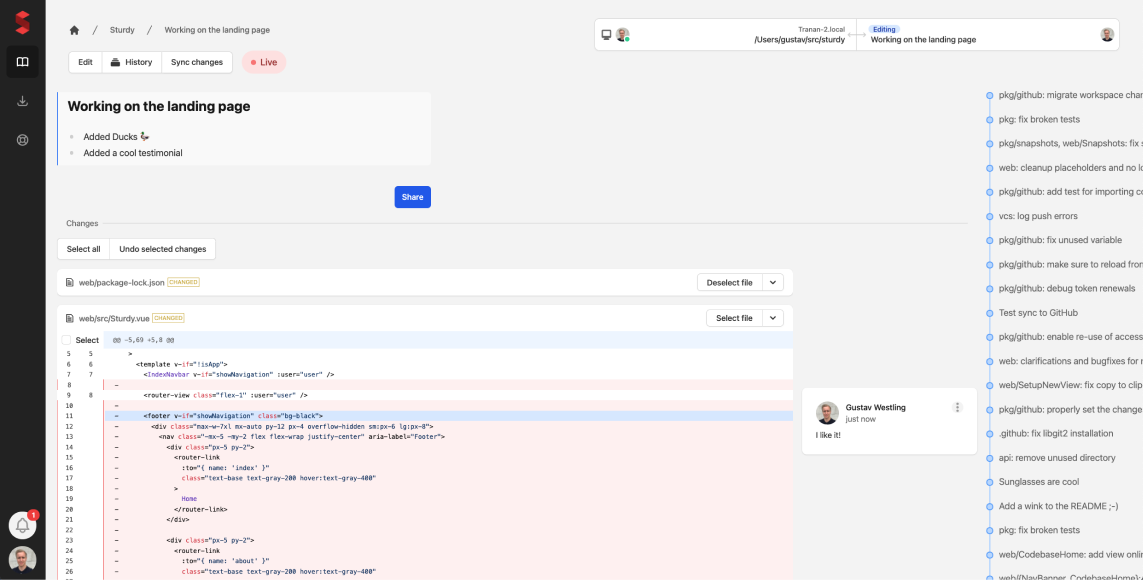 / Sturdy / Working on the landing page
Tranan-2.local
/Users/gustav/src/sturdy
Editing
Working on the landing page
Edit
History
Sync changes
Live
Working on the landing page
Added Ducks 🦆
Added a cool testimonial
Share
Changes
Select all
Undo selected changes
web/package-lock.json CHANGED
Deselect file
web/src/Sturdy.vue CHANGED
Select file
Select @@ -5,69 +5,8 @@
5 5 >
6 6 <template v-if="!isApp">
7 7 <IndexNavbar v-if="showNavigation" :user="user" />
8 -
9 8 <router-view class="flex-1" :user="user" />
10 -
11 - <footer v-if="showNavigation" class="bg-black">
12 - <div class="max-w-7xl mx-auto py-12 px-4 overflow-hidden sm:px-6 lg:px-8">
13 - <nav class="-mx-5 -my-2 flex flex-wrap justify-center" aria-label="Footer">
14 - <div class="px-5 py-2">
15 - <router-link
16 - :to="{ name: 'index' }"
17 - class="text-base text-gray-200 hover:text-gray-400"
18 - >
19 - Home
20 - </router-link>
21 - </div>
22 -
23 - <div class="px-5 py-2">
24 - <router-link
25 - :to="{ name: 'about' }"
26 - class="text-base text-gray-200 hover:text-gray-400"
Gustav Westling
just now
I like it!
pkg/github: migrate workspace
pkg: fix broken tests
pkg/snapshots, web/Snapshots: fix
web: cleanup placeholders and no
pkg/github: add test for importing
vcs: log push errors
pkg/github: fix unused variable
pkg/github: make sure to reload
pkg/github: debug token renewals
Test sync to GitHub
pkg/github: enable re-use of access
web: clarifications and bugfixes for
web/SetupNewView: fix copy to
pkg/github: properly set the change
.github: fix libgit2 installation
api: remove unused directory
Sunglasses are cool
Add a wink to the README ;-)
pkg: fix broken tests
web/CodebaseHome: add view
web/{NavBanner, CodebaseHome}:
1